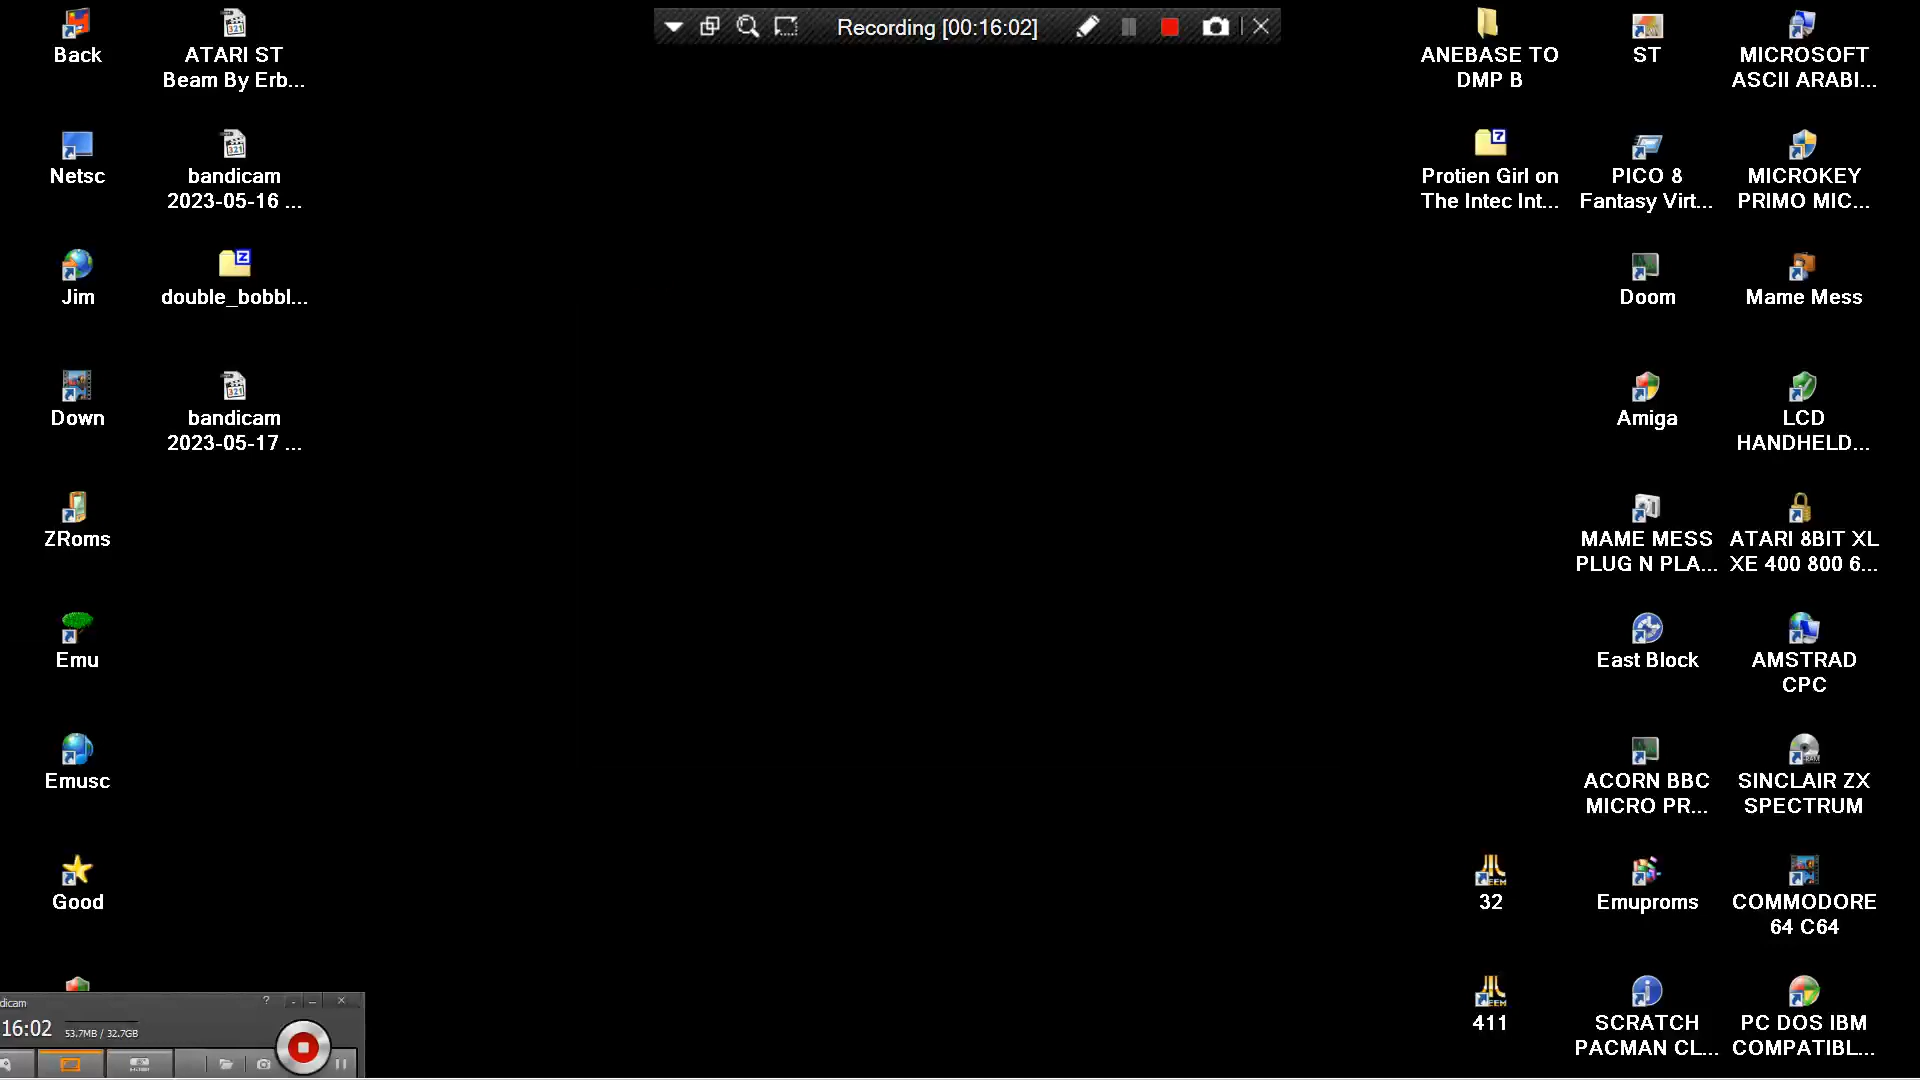 Recording [00:16:02]
Back
ATARI ST
Beam By Erb...
ANEBASE TO
DMP B
ST
MICROSOFT
ASCII ARABI...
Netsc
bandicam
2023-05-16 ...
Protien Girl on
The Intec Int...
PICO 8
Fantasy Virt...
MICROKEY
PRIMO MIC...
Jim
double_bobbl...
Doom
Mame Mess
Down
bandicam
2023-05-17 ...
Amiga
LCD
HANDHELD...
ZRoms
MAME MESS
PLUG N PLA...
ATARI 8BIT XL
XE 400 800 6...
Emu
East Block
AMSTRAD
CPC
Emusc
ACORN BBC
MICRO PR...
SINCLAIR ZX
SPECTRUM
Good
32
Emuproms
COMMODORE
64 C64
411
SCRATCH
PACMAN CL...
PC DOS IBM
COMPATIBL...
dicam
16:02
53.7MB / 32.7GB